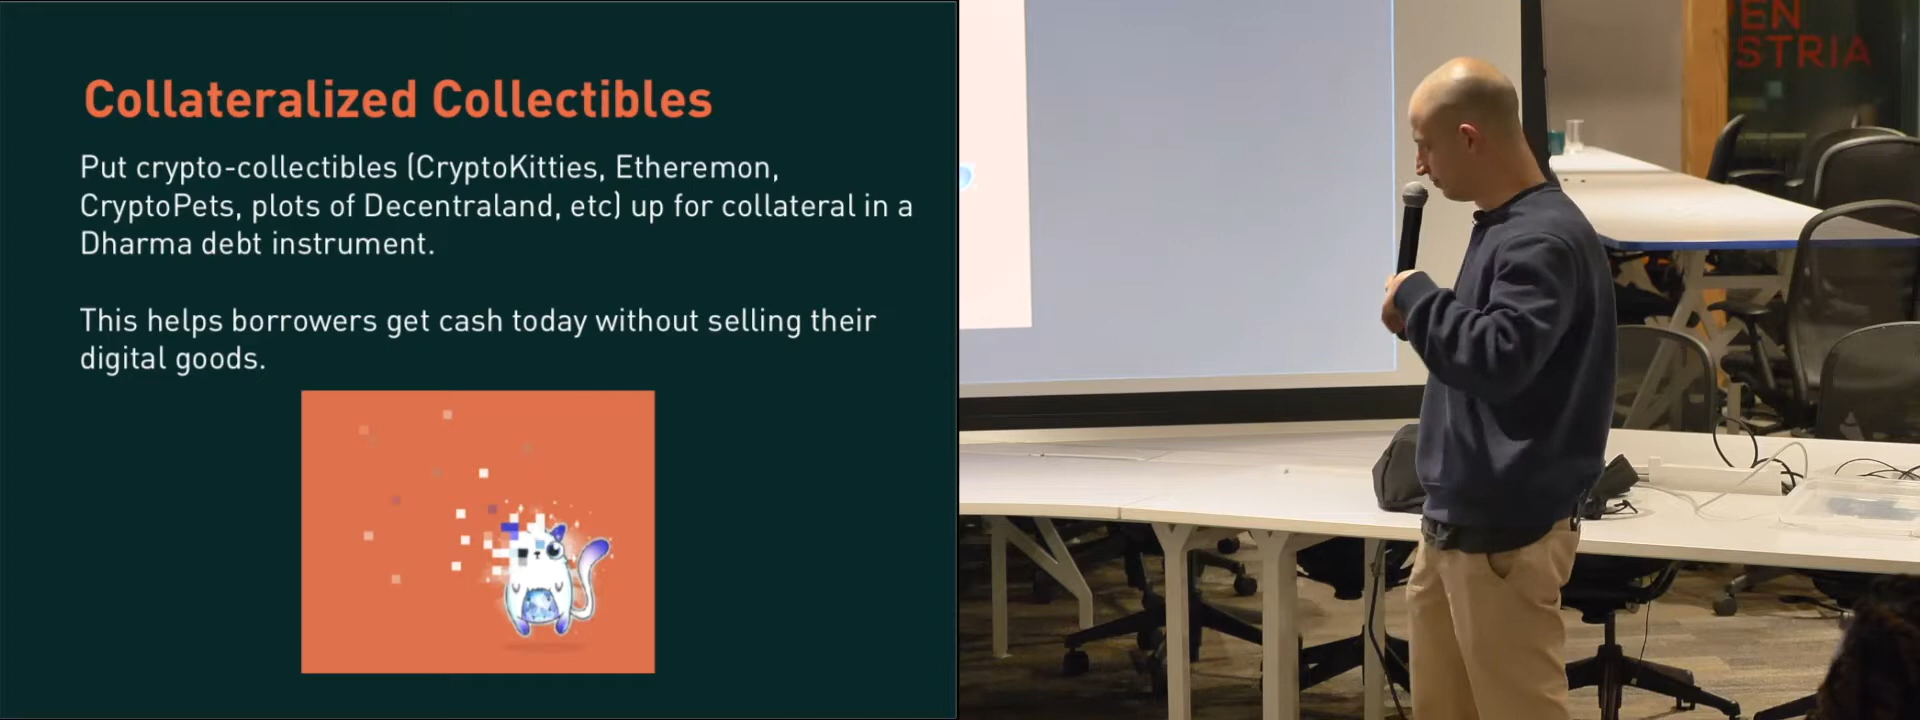 Collateralized Collectibles
Put crypto-collectibles (CryptoKitties, Etheremon,
CryptoPets, plots of Decentraland, etc) up for collateral in a
Dharma debt instrument.
This helps borrowers get cash today without selling their
digital goods.